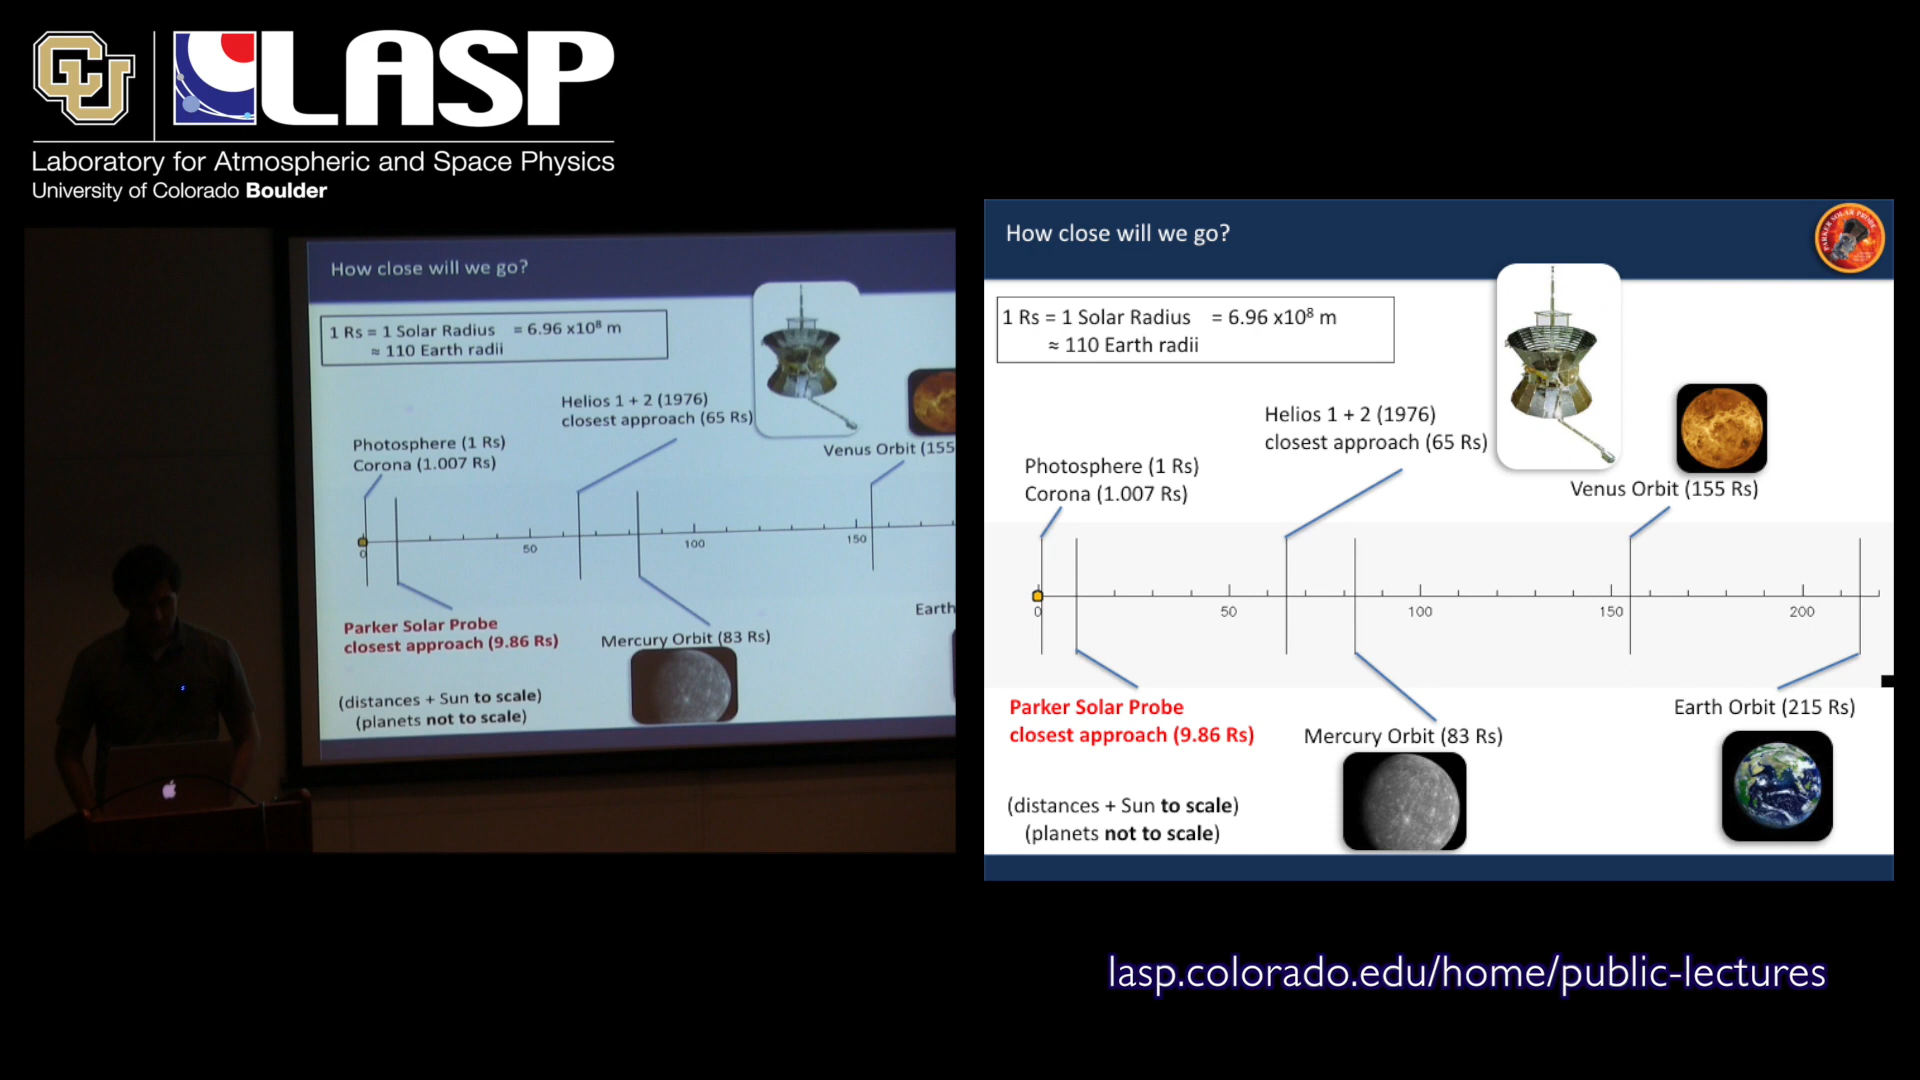 CU
LASP
Laboratory for Atmospheric and Space Physics
University of Colorado Boulder
How close will we go?
1 Rs = 1 Solar Radius = 6.96 x10⁸ m
≈ 110 Earth radii
Helios 1 + 2 (1976)
closest approach (65 Rs)
Photosphere (1 Rs)
Corona (1.007 Rs)
Venus Orbit (155
0 50 100 150
Earth
Parker Solar Probe
closest approach (9.86 Rs)
Mercury Orbit (83 Rs)
(distances + Sun to scale)
(planets not to scale)
How close will we go?
PARKER SOLAR PROBE
1 Rs = 1 Solar Radius = 6.96 x10⁸ m
≈ 110 Earth radii
Helios 1 + 2 (1976)
closest approach (65 Rs)
Photosphere (1 Rs)
Corona (1.007 Rs)
Venus Orbit (155 Rs)
0 50 100 150 200
Parker Solar Probe
closest approach (9.86 Rs)
Mercury Orbit (83 Rs)
Earth Orbit (215 Rs)
(distances + Sun to scale)
(planets not to scale)
lasp.colorado.edu/home/public-lectures